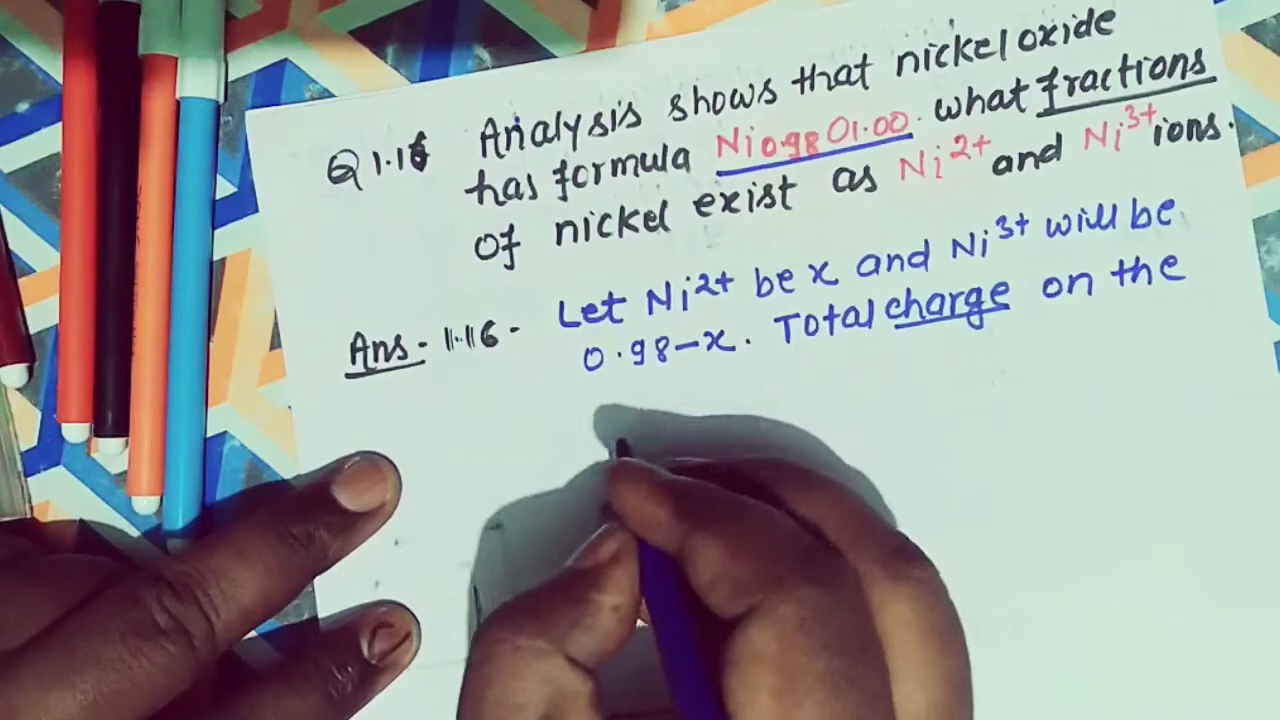 Q 1.16 Analysis shows that nickel oxide
has formula Ni0.98O1.00. what fractions
of nickel exist as Ni2+ and Ni3+ ions.
Ans- 1.16- Let Ni2+ be x and Ni3+ will be
0.98-x. Total charge on the